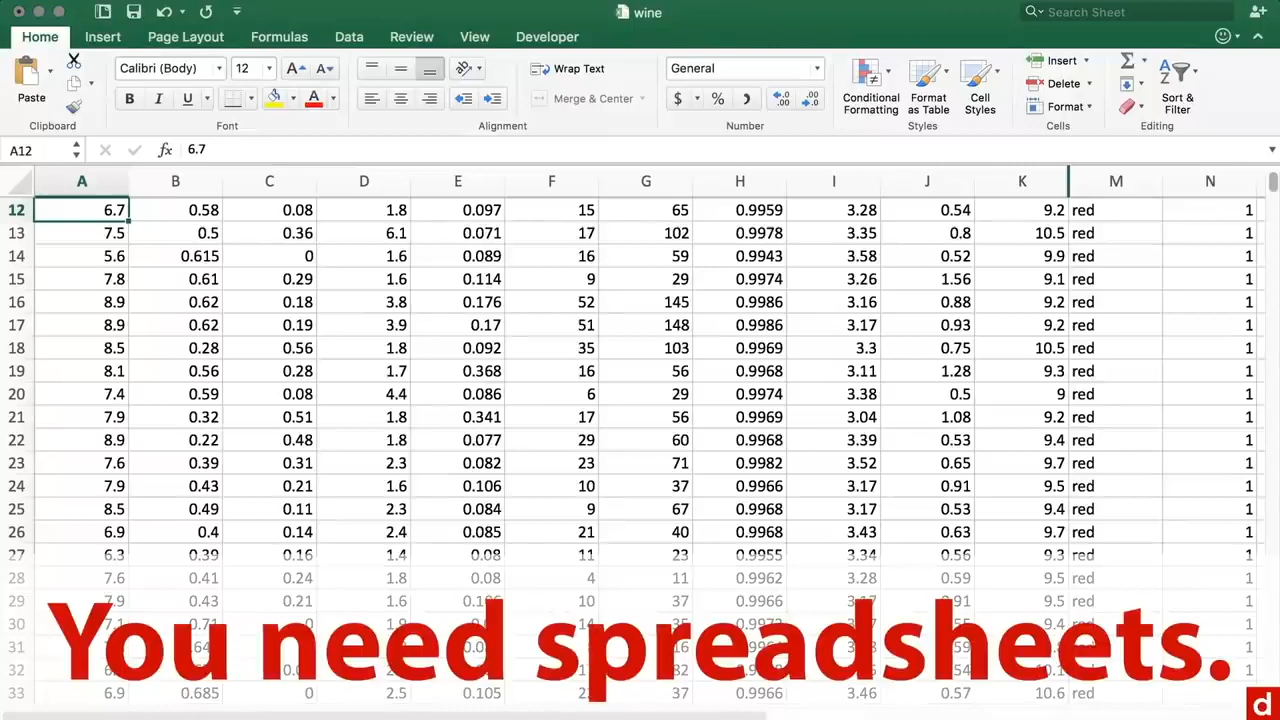 wine
Search Sheet
Home Insert Page Layout Formulas Data Review View Developer
Paste
Calibri (Body) 12 A A
B I U A
Wrap Text
Merge & Center
General
$ % ,
Conditional Formatting
Format as Table
Cell Styles
Insert
Delete
Format
Sort & Filter
Clipboard Font Alignment Number Styles Cells Editing
A12 fx 6.7
A B C D E F G H I J K M N
12 6.7 0.58 0.08 1.8 0.097 15 65 0.9959 3.28 0.54 9.2 red 1
13 7.5 0.5 0.36 6.1 0.071 17 102 0.9978 3.35 0.8 10.5 red 1
14 5.6 0.615 0 1.6 0.089 16 59 0.9943 3.58 0.52 9.9 red 1
15 7.8 0.61 0.29 1.6 0.114 9 29 0.9974 3.26 1.56 9.1 red 1
16 8.9 0.62 0.18 3.8 0.176 52 145 0.9986 3.16 0.88 9.2 red 1
17 8.9 0.62 0.19 3.9 0.17 51 148 0.9986 3.17 0.93 9.2 red 1
18 8.5 0.28 0.56 1.8 0.092 35 103 0.9969 3.3 0.75 10.5 red 1
19 8.1 0.56 0.28 1.7 0.368 16 56 0.9968 3.11 1.28 9.3 red 1
20 7.4 0.59 0.08 4.4 0.086 6 29 0.9974 3.38 0.5 9 red 1
21 7.9 0.32 0.51 1.8 0.341 17 56 0.9969 3.04 1.08 9.2 red 1
22 8.9 0.22 0.48 1.8 0.077 29 60 0.9968 3.39 0.53 9.4 red 1
23 7.6 0.39 0.31 2.3 0.082 23 71 0.9982 3.52 0.65 9.7 red 1
24 7.9 0.43 0.21 1.6 0.106 10 37 0.9966 3.17 0.91 9.5 red 1
25 8.5 0.49 0.11 2.3 0.084 9 67 0.9968 3.17 0.53 9.4 red 1
26 6.9 0.4 0.14 2.4 0.085 21 40 0.9968 3.43 0.63 9.7 red 1
27 6.3 0.39 0.16 1.4 0.08 11 23 0.9955 3.34 0.56 9.3 red 1
28 7.6 0.41 0.24 1.8 0.08 4 11 0.9962 3.28 0.59 9.5 red 1
29 7.9 0.43 0.21 1.6 10 37 0.9966 9.5 red 1
30
31
32
33 6.9 0.685 0 2.5 0.105 37 0.9966 3.46 0.57 10.6 red 1
You need spreadsheets.
d